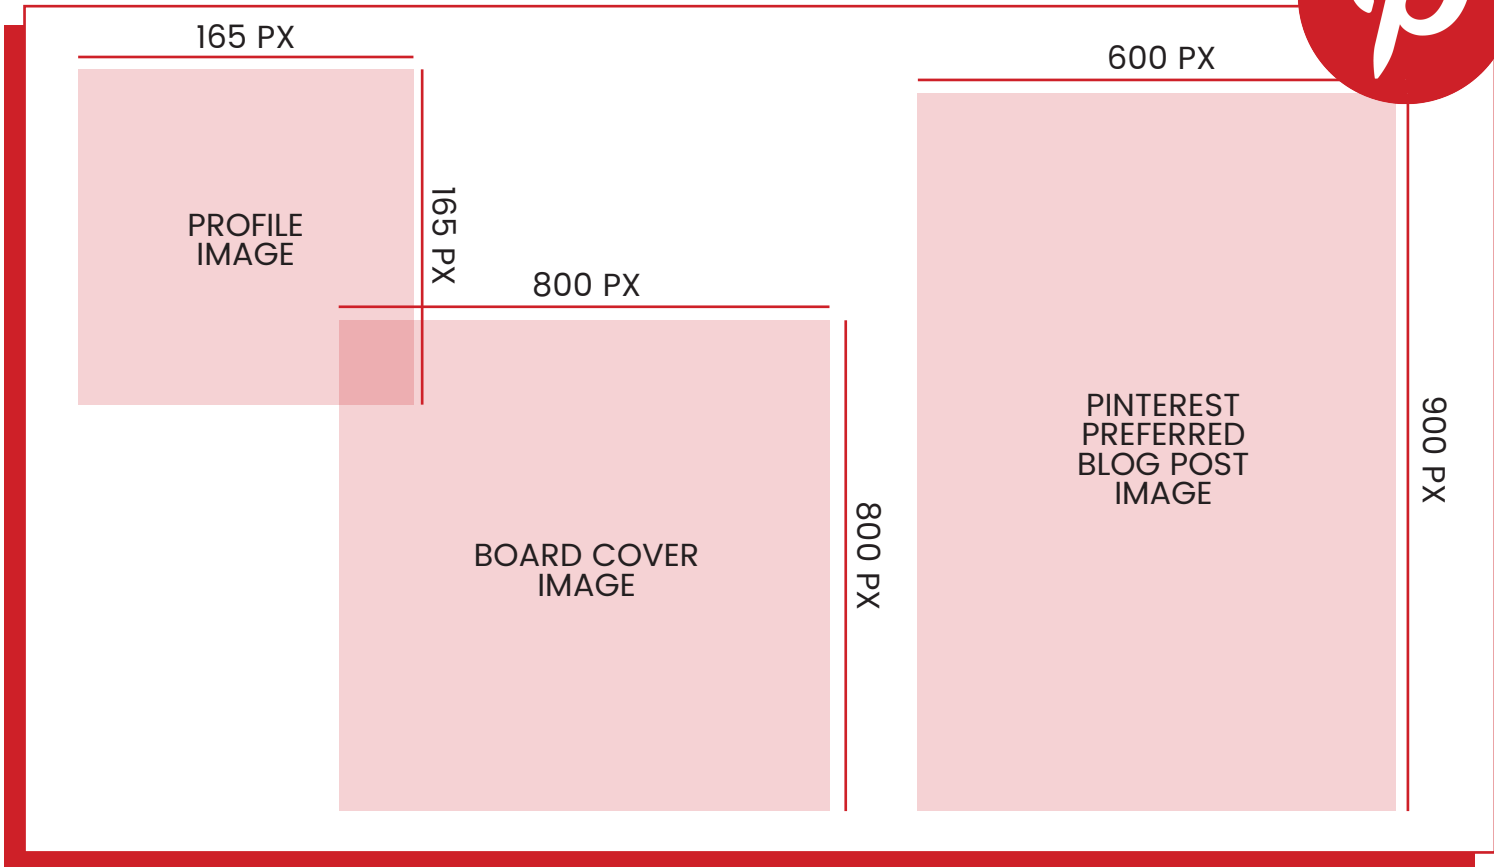 165 PX
PROFILE
IMAGE
165 PX
800 PX
BOARD COVER
IMAGE
800 PX
600 PX
PINTEREST
PREFERRED
BLOG POST
IMAGE
900 PX